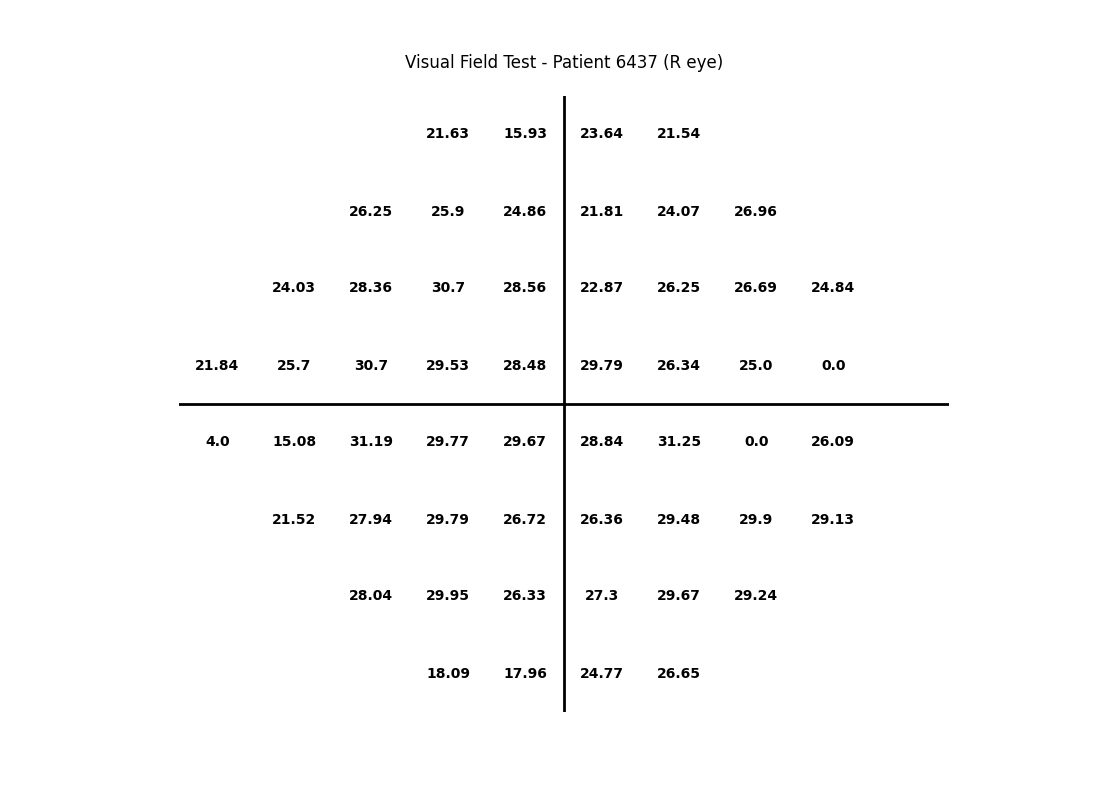 Visual Field Test - Patient 6437 (R eye)
21.63 15.93 23.64 21.54
26.25 25.9 24.86 21.81 24.07 26.96
24.03 28.36 30.7 28.56 22.87 26.25 26.69 24.84
21.84 25.7 30.7 29.53 28.48 29.79 26.34 25.0 0.0
4.0 15.08 31.19 29.77 29.67 28.84 31.25 0.0 26.09
21.52 27.94 29.79 26.72 26.36 29.48 29.9 29.13
28.04 29.95 26.33 27.3 29.67 29.24
18.09 17.96 24.77 26.65